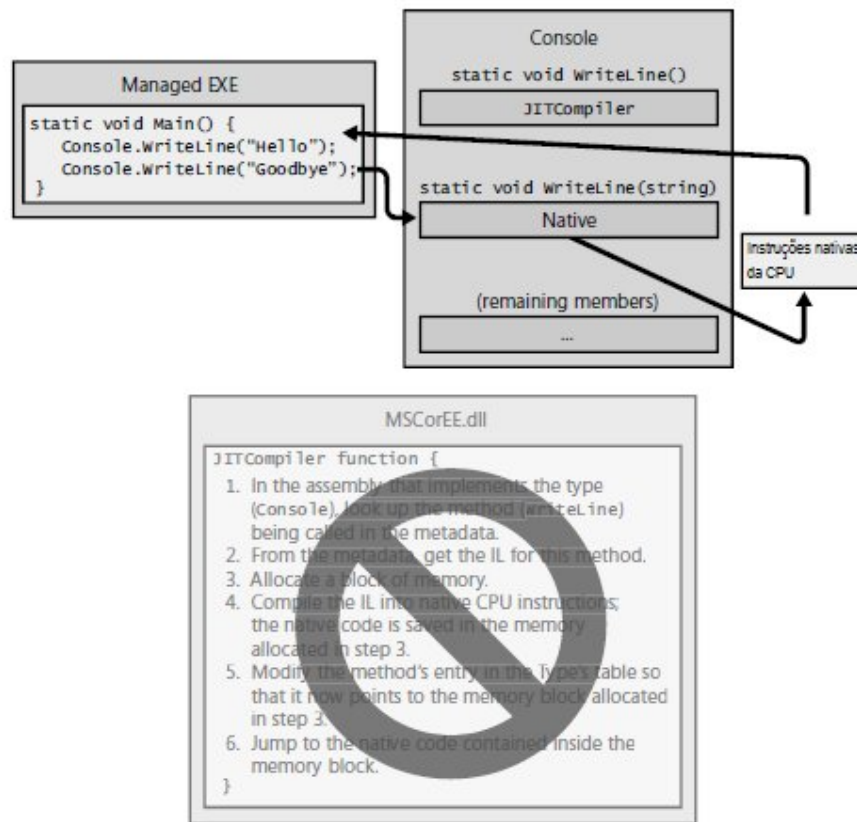 Console
static void WriteLine()
JITCompiler
Managed EXE
static void Main() {
Console.WriteLine("Hello");
Console.WriteLine("Goodbye");
}
static void WriteLine(string)
Native
Instruções nativas
da CPU
(remaining members)
...
MSCorEE.dll
JITCompiler function {
1. In the assembly that implements the type
(Console), look up the method (WriteLine)
being called in the metadata.
2. From the metadata, get the IL for this method.
3. Allocate a block of memory.
4. Compile the IL into native CPU instructions;
the native code is saved in the memory
allocated in step 3.
5. Modify the method's entry in the Type's table so
that it now points to the memory block allocated
in step 3.
6. Jump to the native code contained inside the
memory block.
}